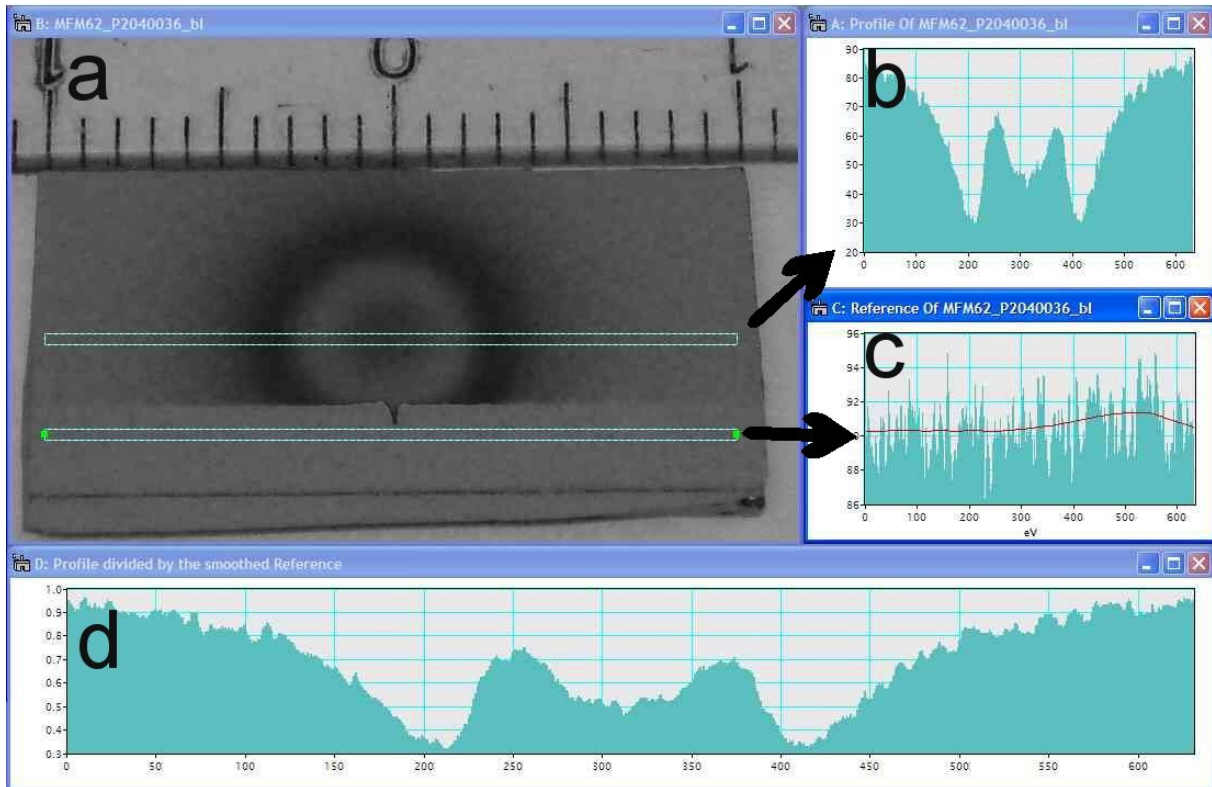 B: MFM62_P2040036_bl
1 0 1
a
A: Profile Of MFM62_P2040036_bl
b
90
80
70
60
50
40
30
20
0 100 200 300 400 500 600
C: Reference Of MFM62_P2040036_bl
c
96
94
92
90
88
86
0 100 200 300 400 500 600
eV
D: Profile divided by the smoothed Reference
d
1.0
0.9
0.8
0.7
0.6
0.5
0.4
0.3
0 50 100 150 200 250 300 350 400 450 500 550 600